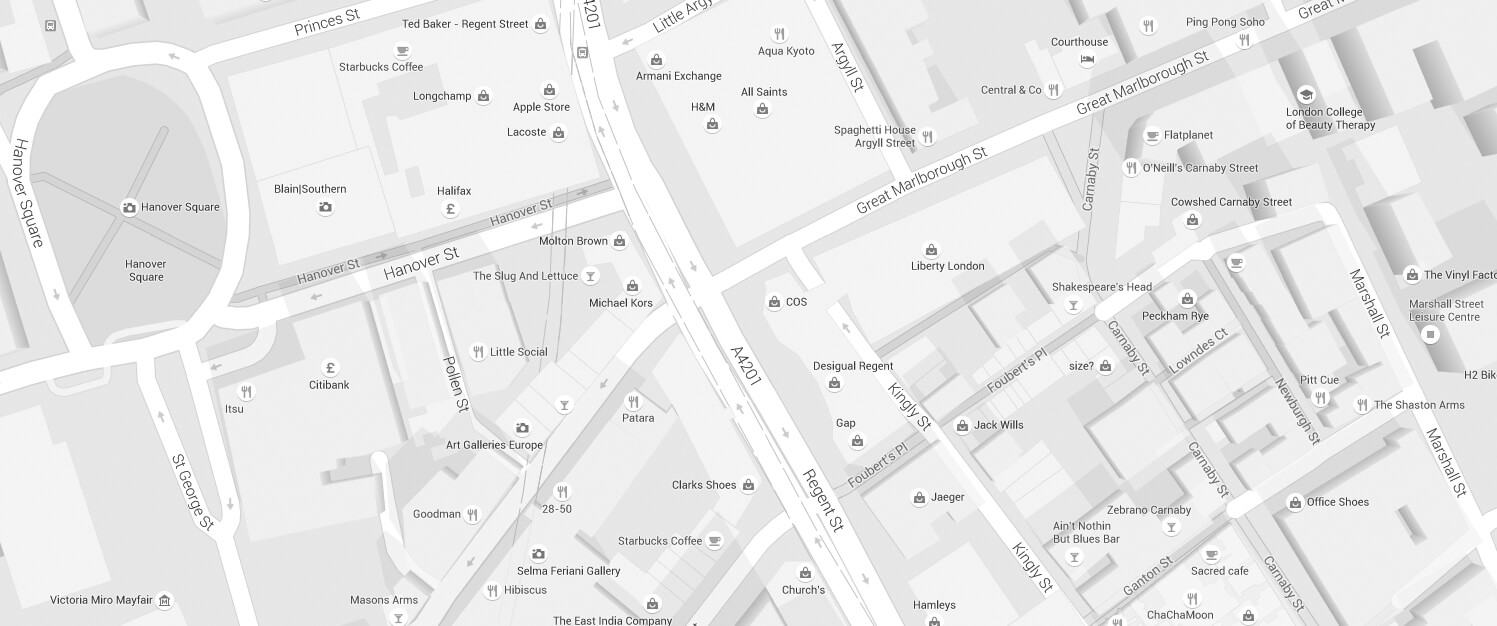 Princes St
Ted Baker - Regent Street
4201
Little Argy
Ping Pong Soho
Great M
Starbucks Coffee
Armani Exchange
Aqua Kyoto
Argyll St
Courthouse
Great Marlborough St
Longchamp
Apple Store
H&M
All Saints
Central & Co
London College
of Beauty Therapy
Lacoste
Spaghetti House
Argyll Street
Flatplanet
Hanover Square
Blain|Southern
Halifax
Great Marlborough St
Carnaby St
O'Neill's Carnaby Street
Hanover Square
Hanover St
Cowshed Carnaby Street
Hanover
Square
Hanover St
Hanover St
Molton Brown
Liberty London
The Slug And Lettuce
Michael Kors
COS
Shakespeare's Head
Peckham Rye
Marshall St
The Vinyl Facto
Marshall Street
Leisure Centre
Little Social
Pollen St
A4201
Desigual Regent
Foubert's Pl
Carnaby St
size?
Lowndes Ct
Citibank
Itsu
Patara
Kingly St
Newburgh St
Pitt Cue
H2 Bik
The Shaston Arms
Art Galleries Europe
Gap
Jack Wills
Foubert's Pl
Carnaby St
Marshall St
St George St
Clarks Shoes
Regent St
Jaeger
Office Shoes
Goodman
28-50
Zebrano Carnaby
Ain't Nothin
But Blues Bar
Starbucks Coffee
Kingly St
Selma Feriani Gallery
Sacred cafe
Ganton St
Carnaby St
Victoria Miro Mayfair
Masons Arms
Hibiscus
Church's
Hamleys
The East India Company
ChaChaMoon